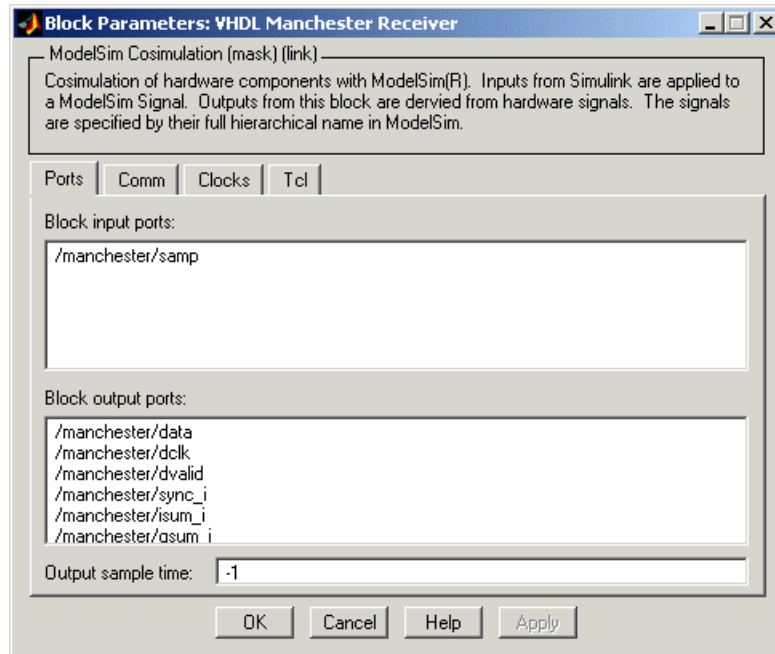 Block Parameters: VHDL Manchester Receiver
ModelSim Cosimulation (mask) (link)
Cosimulation of hardware components with ModelSim(R).  Inputs from Simulink are applied to
a ModelSim Signal.  Outputs from this block are dervied from hardware signals.  The signals
are specified by their full hierarchical name in ModelSim.
Ports Comm Clocks Tcl
Block input ports:
/manchester/samp
Block output ports:
/manchester/data
/manchester/dclk
/manchester/dvalid
/manchester/sync_i
/manchester/isum_i
/manchester/qsum_i
Output sample time: -1
OK Cancel Help Apply